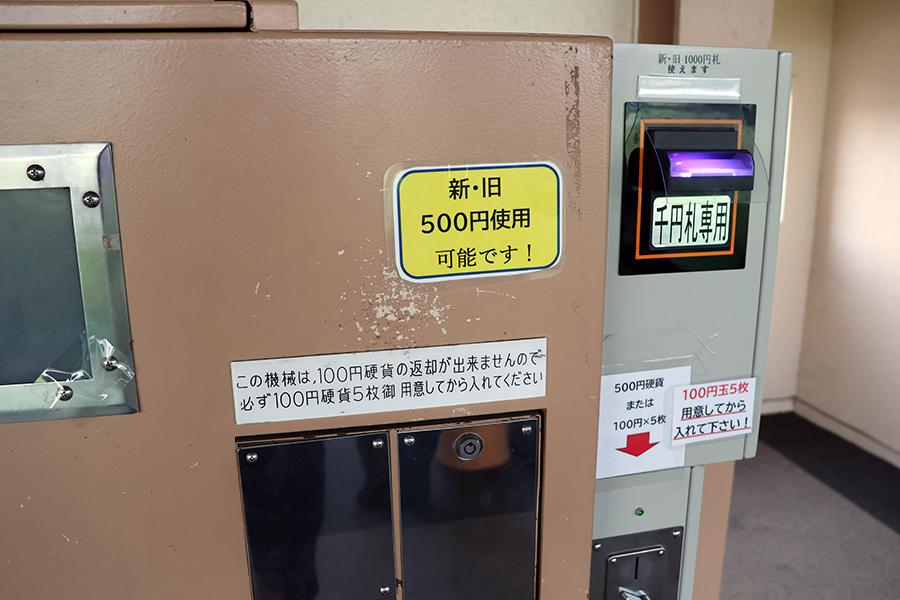 新・旧
500円使用
可能です!
この機械は,100円硬貨の返却が出来ませんので
必ず100円硬貨5枚御用意してから入れてください
新・旧 1000円札
使えます
千円札専用
500円硬貨
または
100円×5枚
100円玉5枚
用意してから
入れて下さい!